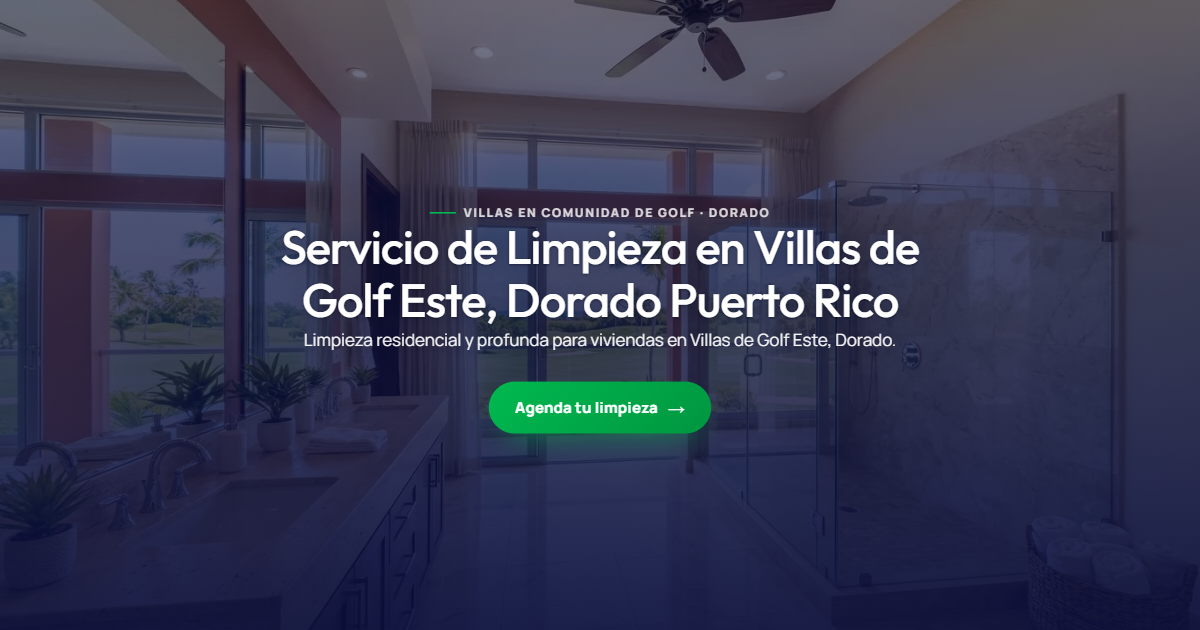 VILLAS EN COMUNIDAD DE GOLF · DORADO
Servicio de Limpieza en Villas de
Golf Este, Dorado Puerto Rico
Limpieza residencial y profunda para viviendas en Villas de Golf Este, Dorado.
Agenda tu limpieza →